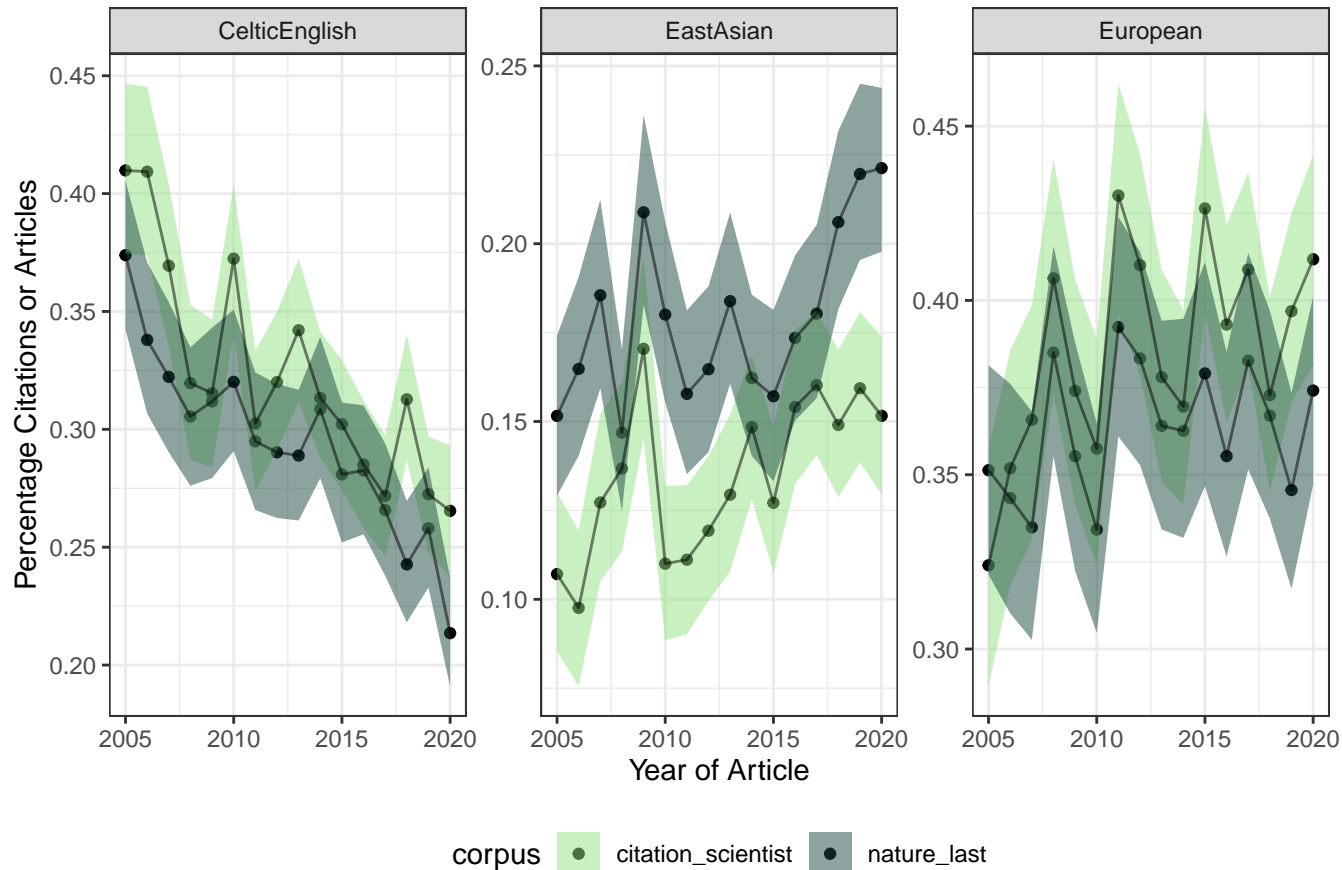 CelticEnglish
EastAsian
European
Percentage Citations or Articles
0.45
0.40
0.35
0.30
0.25
0.20
0.25
0.20
0.15
0.10
0.45
0.40
0.35
0.30
2005 2010 2015 2020
2005 2010 2015 2020
2005 2010 2015 2020
Year of Article
corpus citation_scientist nature_last